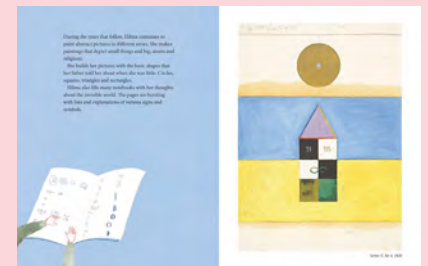 During the years that follow, Hilma continues to
paint abstract pictures in different series. She makes
paintings that depict small things and big, atoms and
religions.
She builds her pictures with the basic shapes that
her father told her about when she was little. Circles,
squares, triangles and rectangles.
Hilma also fills many notebooks with her thoughts
about the invisible world. The pages are bursting
with lists and explanations of various signs and
symbols.